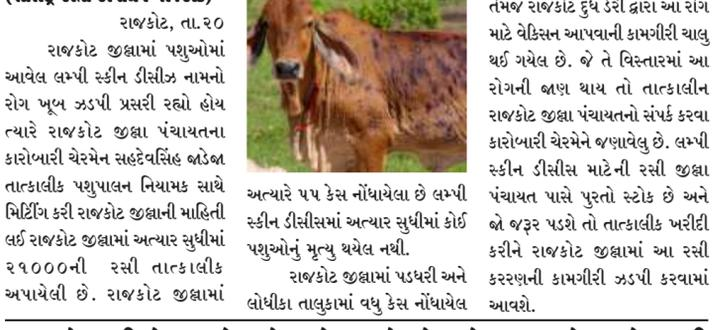 રાજકોટ, તા.૨૦
રાજકોટ જીલ્લામાં પશુઓમાં
આવેલ લમ્પી સ્કીન ડીસીઝ નામનો
રોગ ખૂબ ઝડપી પ્રસરી રહ્યો હોય
ત્યારે રાજકોટ જીલ્લા પંચાયતના
કારોબારી ચેરમેન સહદેવસિંહ જાડેજા
તાત્કાલીક પશુપાલન નિયામક સાથે
મિટિંગ કરી રાજકોટ જીલ્લાની માહિતી
લઈ રાજકોટ જીલ્લામાં અત્યાર સુધીમાં
૨૧૦૦૦ની રસી તાત્કાલીક
અપાયેલી છે. રાજકોટ જીલ્લામાં
અત્યારે ૫૫ કેસ નોંધાયેલા છે લમ્પી
સ્કીન ડીસીસમાં અત્યાર સુધીમાં કોઈ
પશુઓનું મૃત્યુ થયેલ નથી.
રાજકોટ જીલ્લામાં પડધરી અને
લોધીકા તાલુકામાં વધુ કેસ નોંધાયેલ
તેમજ રાજકોટ દુધ ડેરી દ્વારા આ રોગ
માટે વેકિસન આપવાની કામગીરી ચાલુ
થઈ ગયેલ છે. જે તે વિસ્તારમાં આ
રોગની જાણ થાય તો તાત્કાલીન
રાજકોટ જીલ્લા પંચાયતનો સંપર્ક કરવા
કારોબારી ચેરમેને જણાવેલુ છે. લમ્પી
સ્કીન ડીસીસ માટેની રસી જીલ્લા
પંચાયત પાસે પુરતો સ્ટોક છે અને
જો જરૂર પડશે તો તાત્કાલીક ખરીદી
કરીને રાજકોટ જીલ્લામાં આ રસી
કરરણની કામગીરી ઝડપી કરવામાં
આવશે.